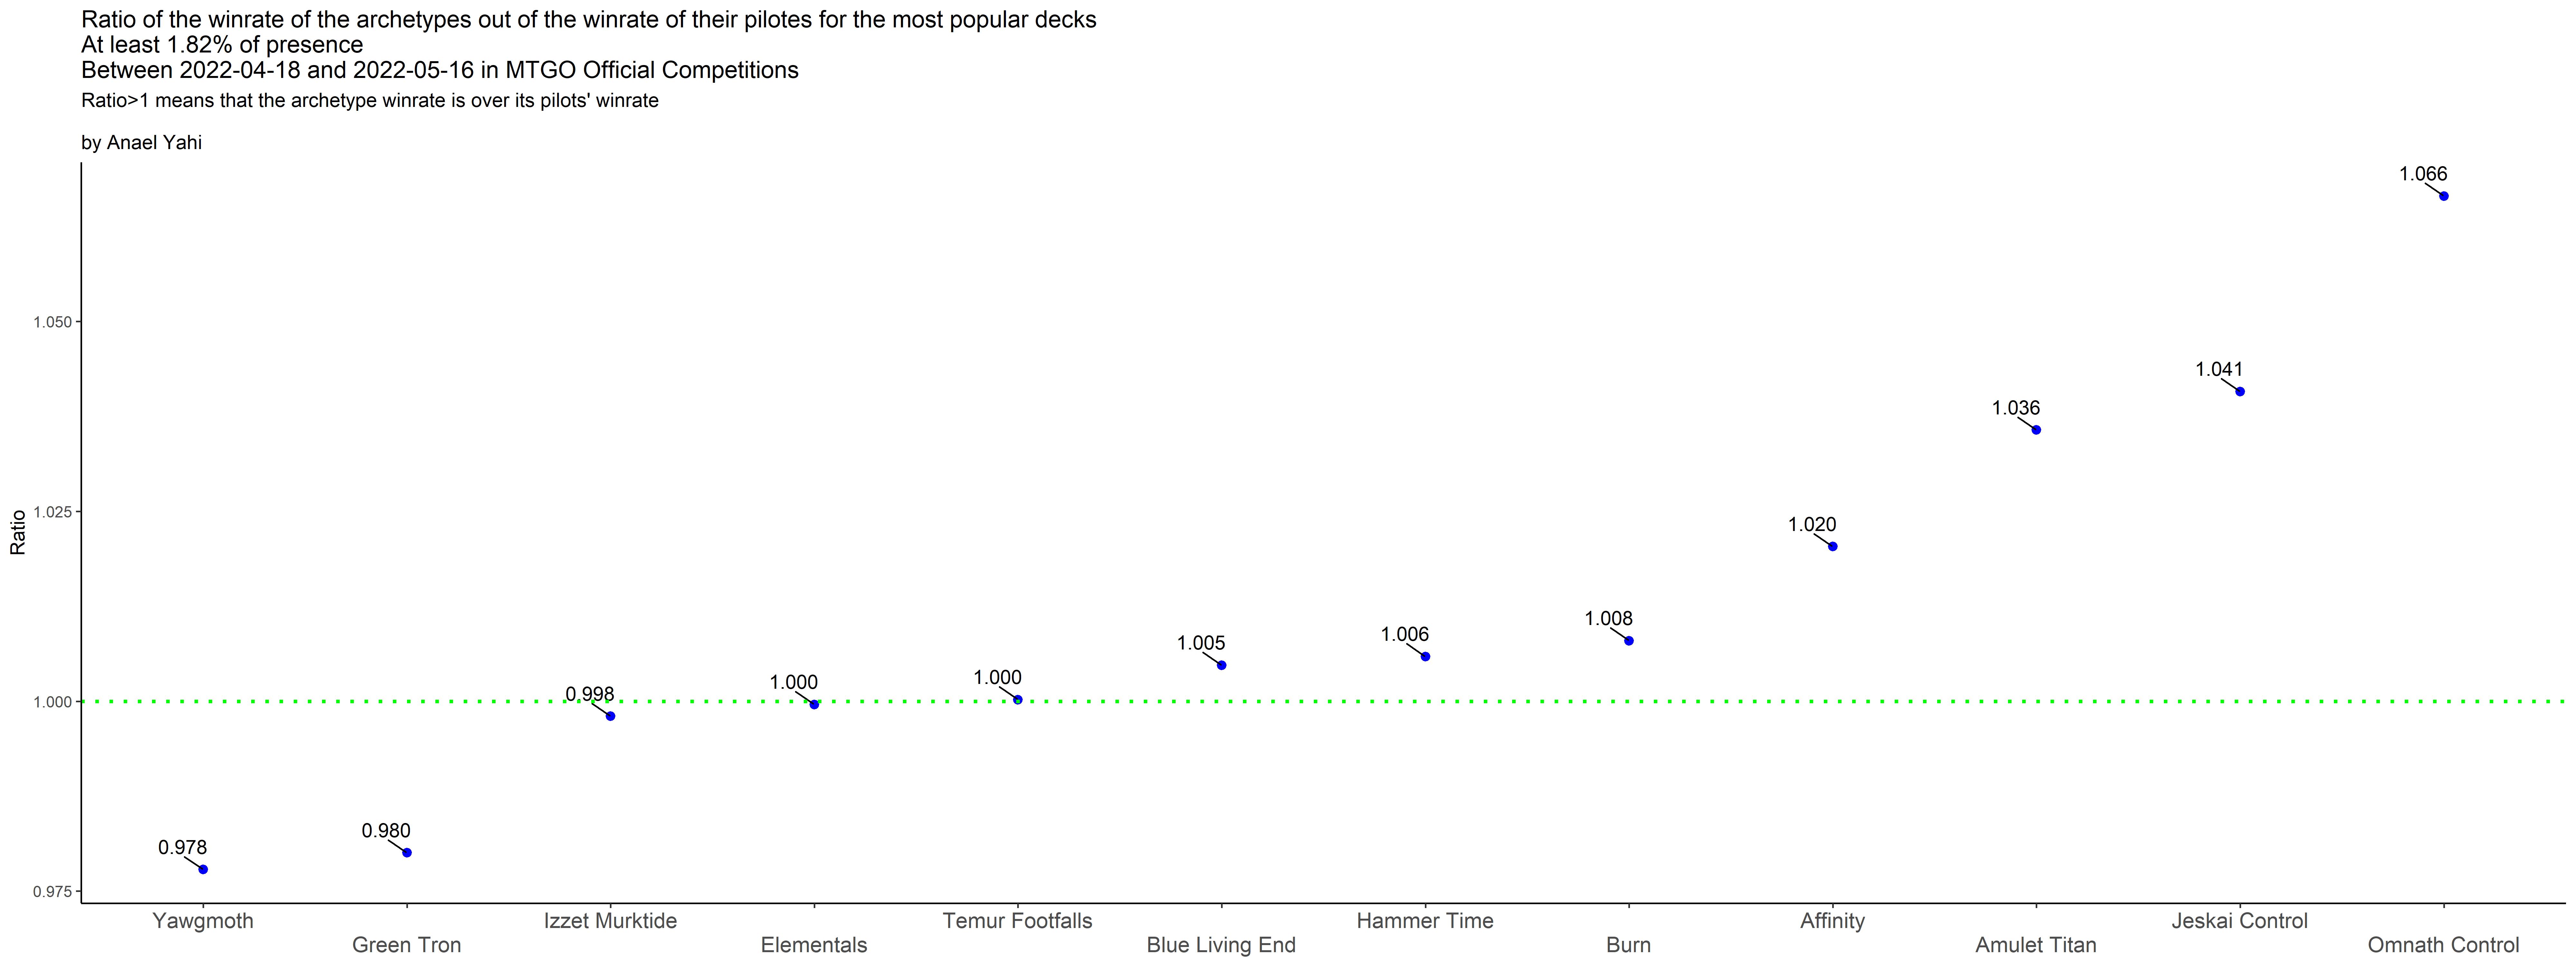 Ratio of the winrate of the archetypes out of the winrate of their pilotes for the most popular decks
At least 1.82% of presence
Between 2022-04-18 and 2022-05-16 in MTGO Official Competitions
Ratio>1 means that the archetype winrate is over its pilots' winrate
by Anael Yahi
1.066
1.050
1.041
1.036
1.025
1.020
Ratio
1.008
1.006
1.005
1.000
1.000
0.998
1.000
0.980
0.978
0.975
Yawgmoth
Green Tron
Izzet Murktide
Elementals
Temur Footfalls
Blue Living End
Hammer Time
Burn
Affinity
Amulet Titan
Jeskai Control
Omnath Control